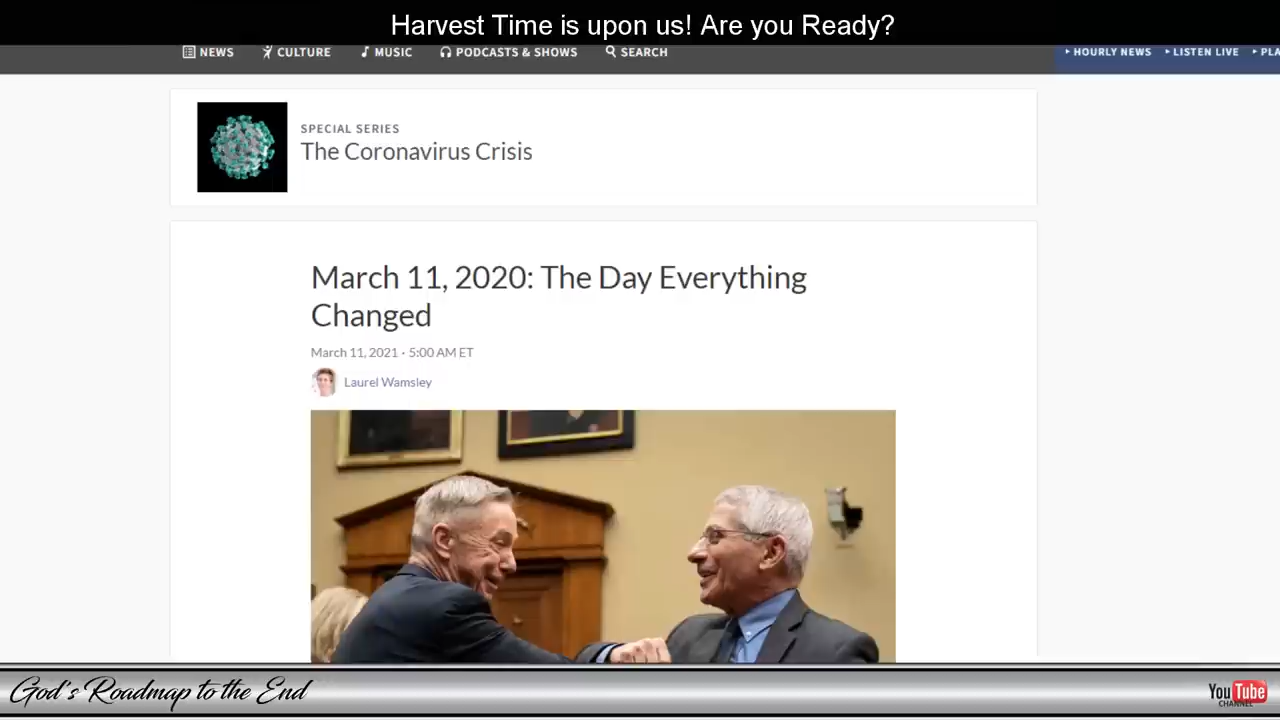 Harvest Time is upon us! Are you Ready?
NEWS CULTURE MUSIC PODCASTS & SHOWS SEARCH HOURLY NEWS LISTEN LIVE PLA
SPECIAL SERIES
The Coronavirus Crisis
March 11, 2020: The Day Everything
Changed
March 11, 2021 · 5:00 AM ET
Laurel Wamsley
God's Roadmap to the End
YouTube
CHANNEL